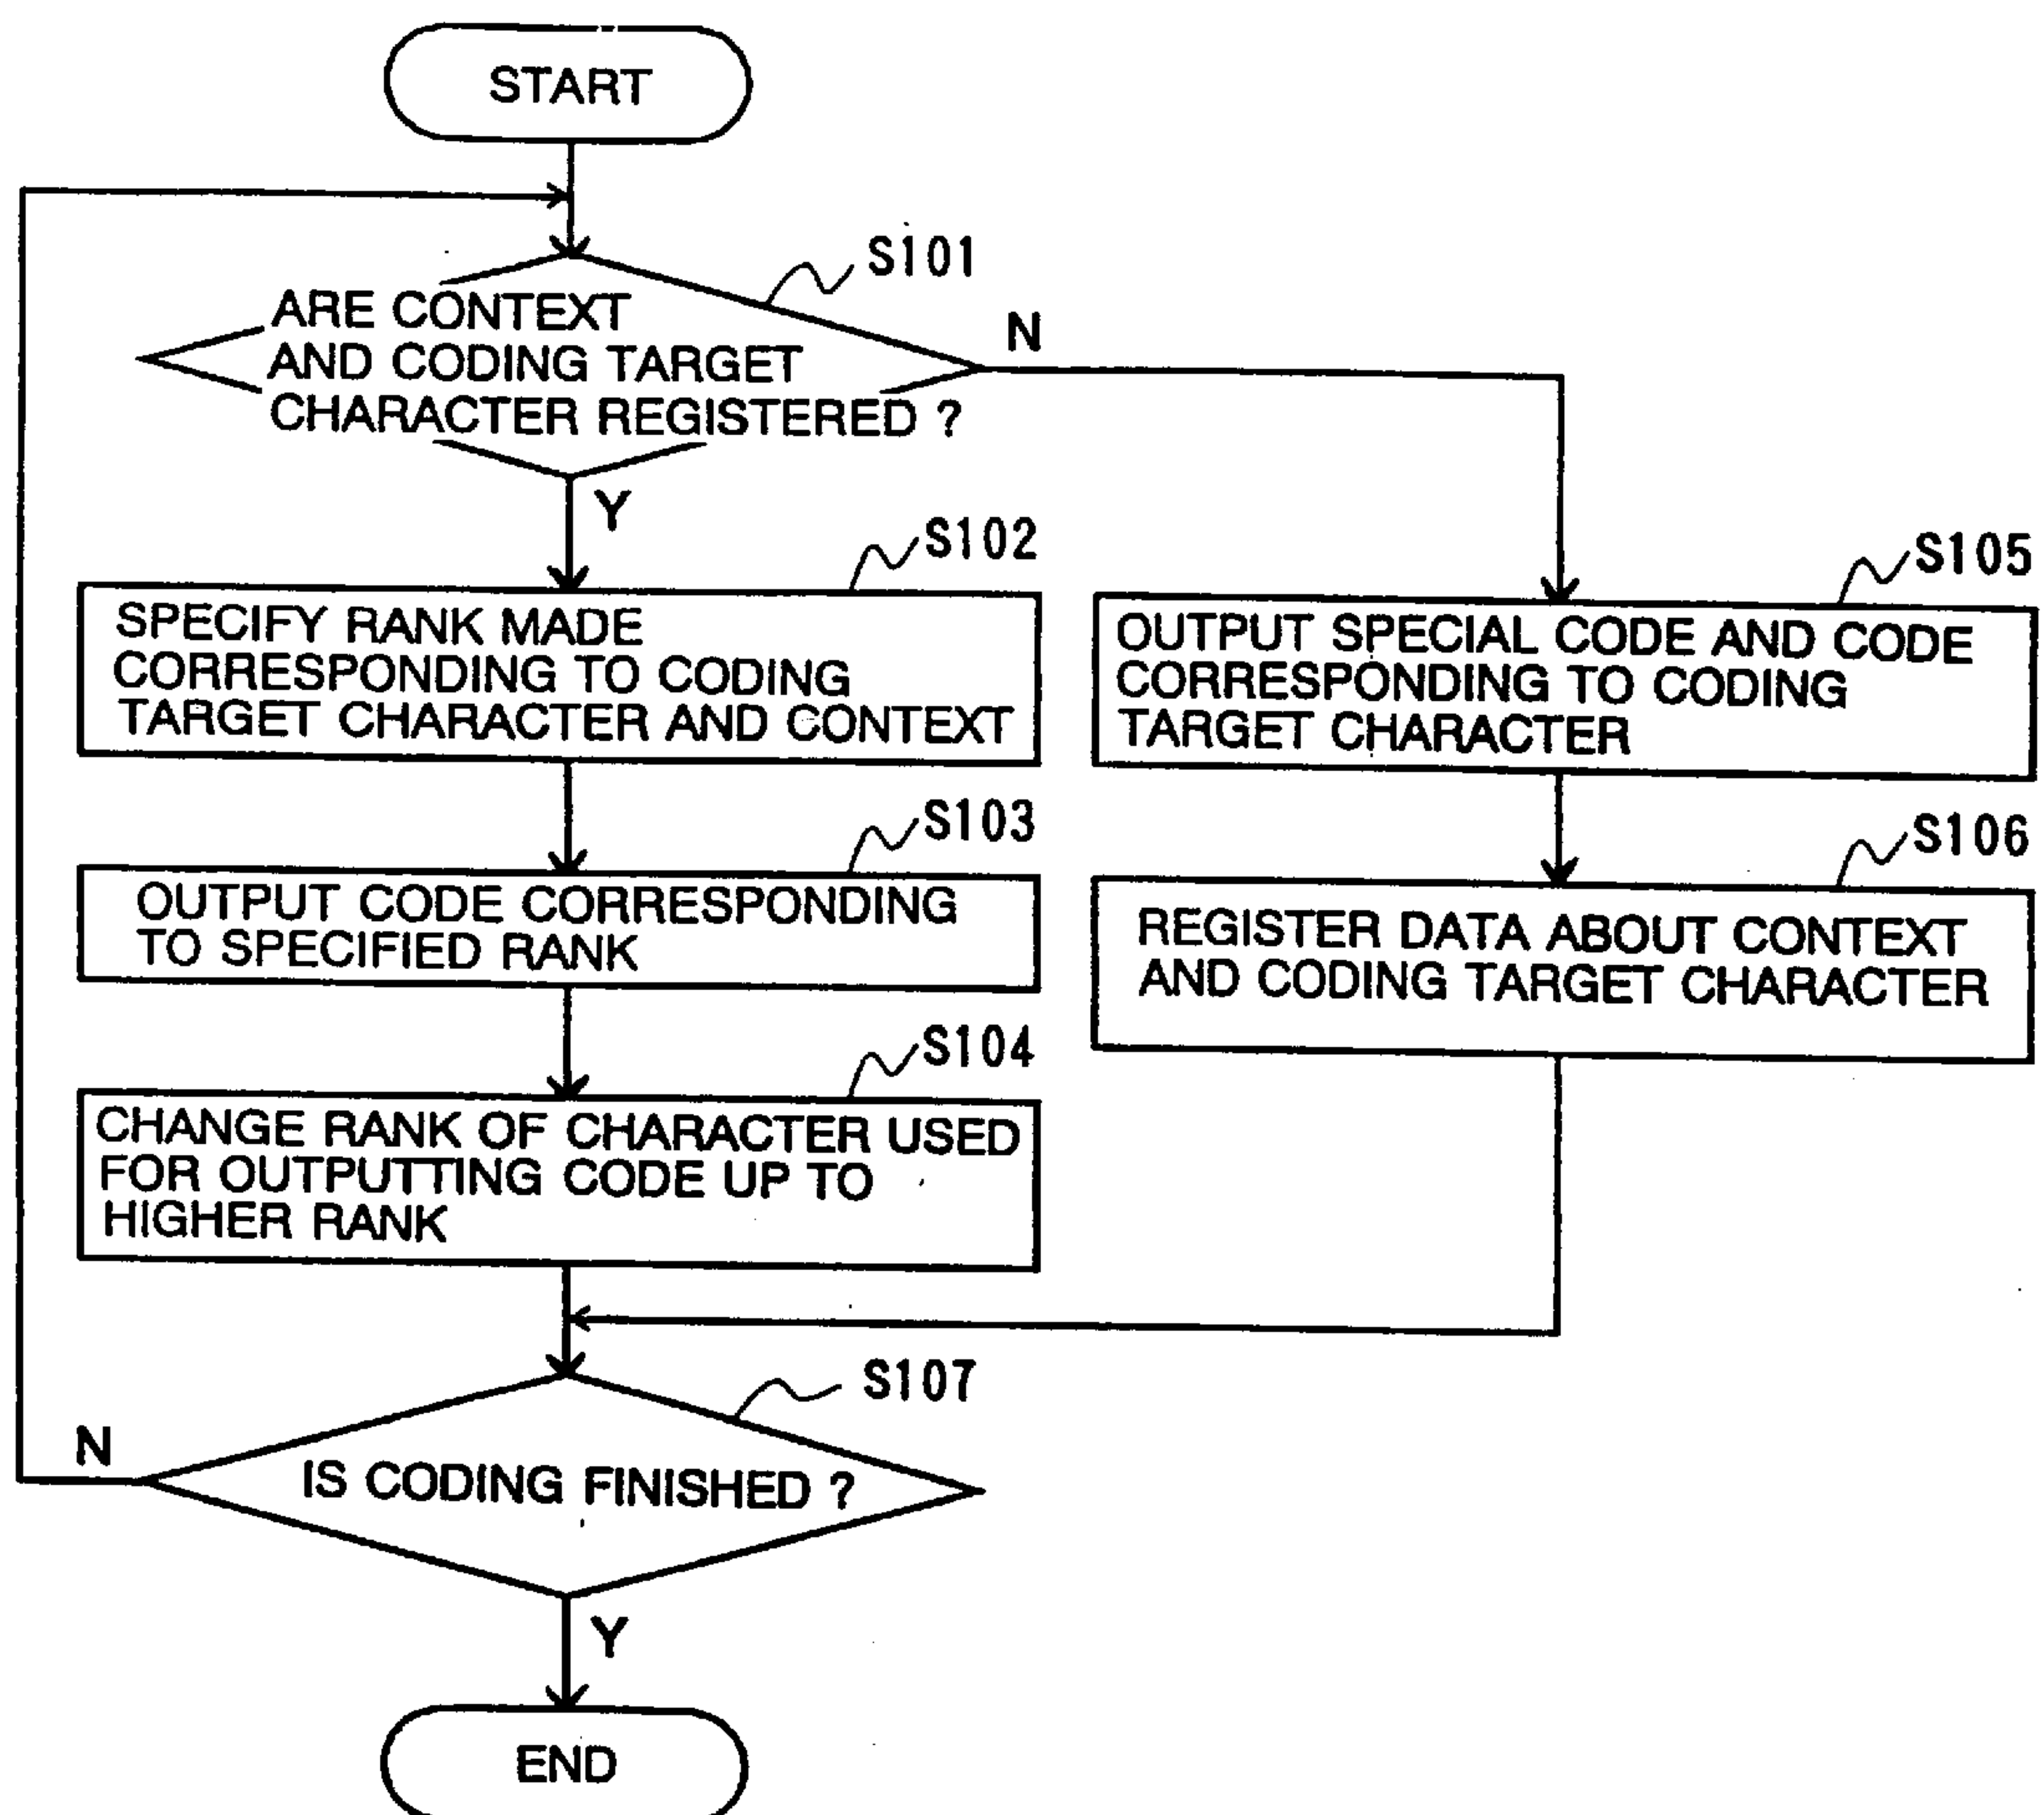 START
S101
ARE CONTEXT
AND CODING TARGET
CHARACTER REGISTERED ?
N
Y
S102
SPECIFY RANK MADE
CORRESPONDING TO CODING
TARGET CHARACTER AND CONTEXT
S105
OUTPUT SPECIAL CODE AND CODE
CORRESPONDING TO CODING
TARGET CHARACTER
S103
OUTPUT CODE CORRESPONDING
TO SPECIFIED RANK
S106
REGISTER DATA ABOUT CONTEXT
AND CODING TARGET CHARACTER
S104
CHANGE RANK OF CHARACTER USED
FOR OUTPUTTING CODE UP TO
HIGHER RANK
S107
N
IS CODING FINISHED ?
Y
END